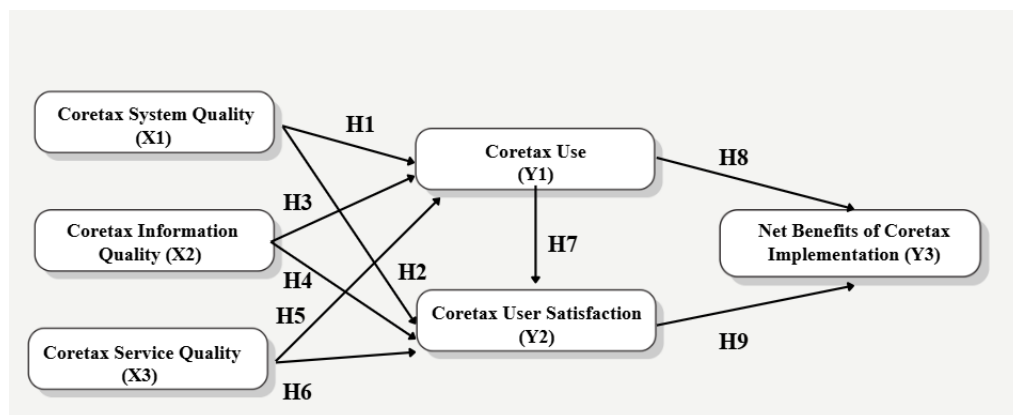 Coretax System Quality
(X1)
H1
Coretax Use
(Y1)
H8
H3
Coretax Information
Quality (X2)
H7
Net Benefits of Coretax
Implementation (Y3)
H4
H2
H5
Coretax User Satisfaction
(Y2)
Coretax Service Quality
(X3)
H9
H6